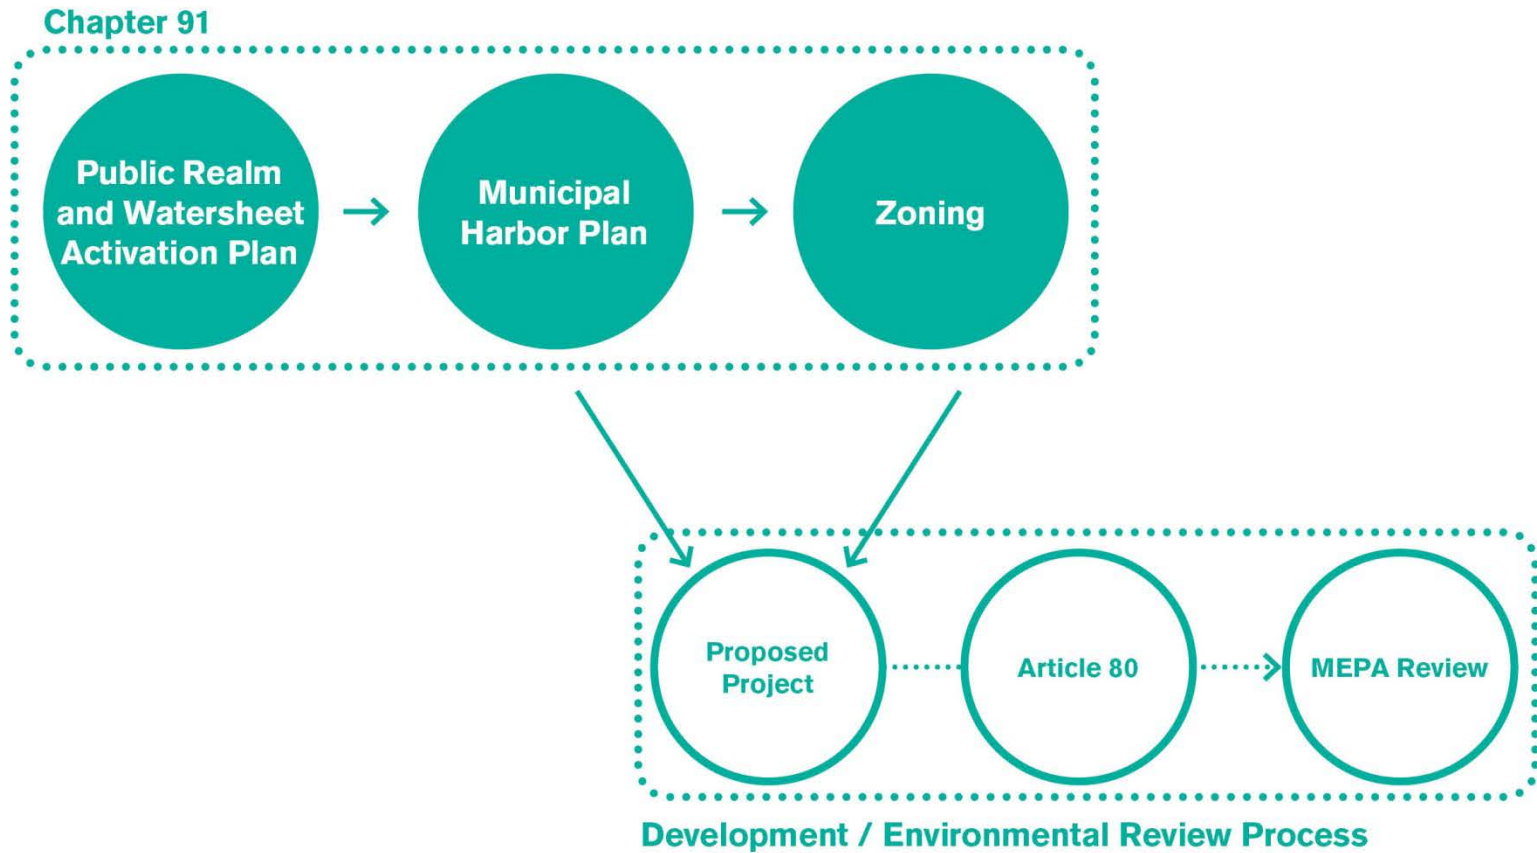 Chapter 91
Public Realm
and Watersheet
Activation Plan
Municipal
Harbor Plan
Zoning
Proposed
Project
Article 80
MEPA Review
Development / Environmental Review Process